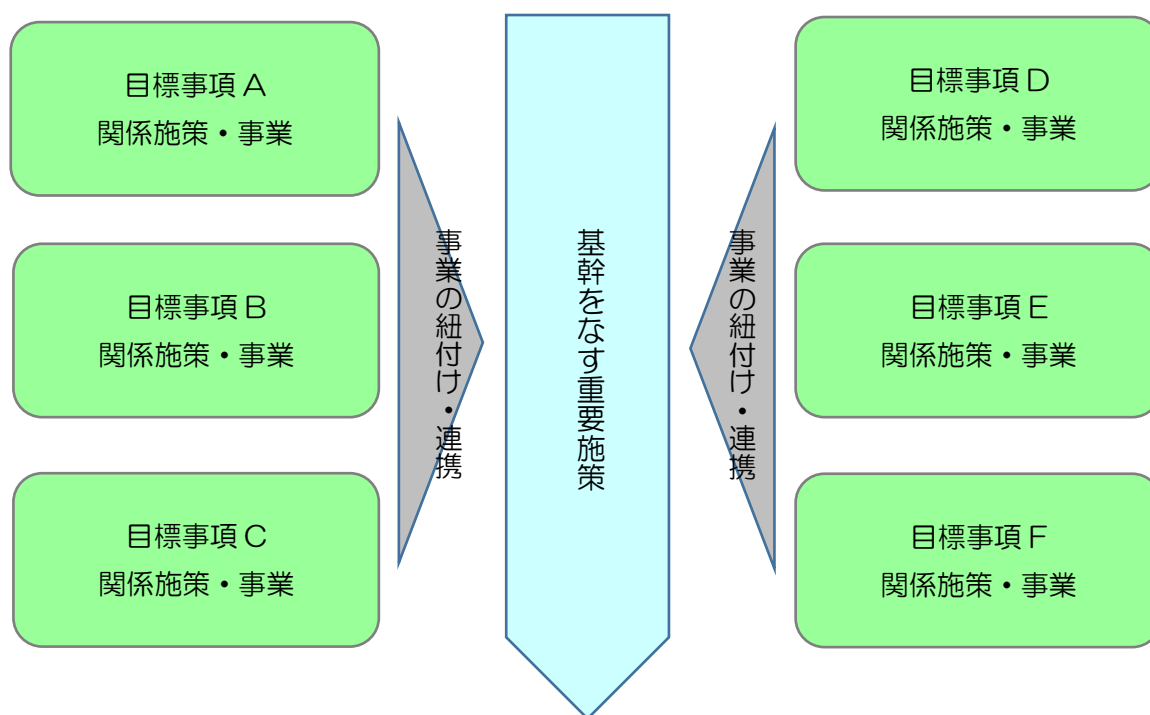 目標事項A
関係施策・事業
目標事項B
関係施策・事業
目標事項C
関係施策・事業
事業の紐付け・連携
基幹をなす重要施策
事業の紐付け・連携
目標事項D
関係施策・事業
目標事項E
関係施策・事業
目標事項F
関係施策・事業